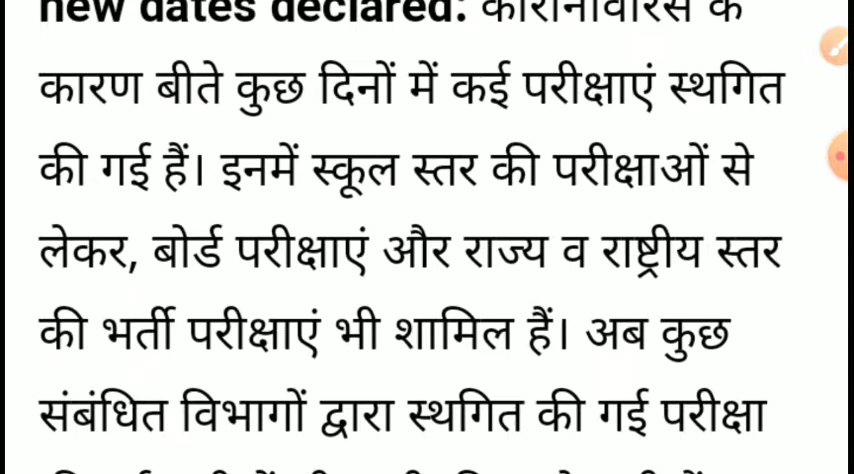 new dates declared: कोरोनावायरस के
कारण बीते कुछ दिनों में कई परीक्षाएं स्थगित
की गई हैं। इनमें स्कूल स्तर की परीक्षाओं से
लेकर, बोर्ड परीक्षाएं और राज्य व राष्ट्रीय स्तर
की भर्ती परीक्षाएं भी शामिल हैं। अब कुछ
संबंधित विभागों द्वारा स्थगित की गई परीक्षा